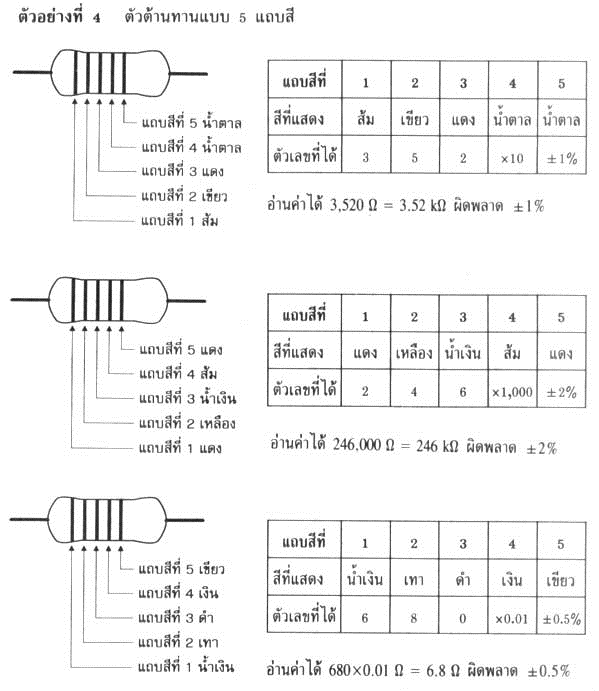 ตัวอย่างที่ 4 ตัวต้านทานแบบ 5 แถบสี
แถบสีที่ 5 น้ำตาล
แถบสีที่ 4 น้ำตาล
แถบสีที่ 3 แดง
แถบสีที่ 2 เขียว
แถบสีที่ 1 ส้ม
แถบสีที่ 1 2 3 4 5
สีที่แสดง ส้ม เขียว แดง น้ำตาล น้ำตาล
ตัวเลขที่ได้ 3 5 2 ×10 ±1%
อ่านค่าได้ 3,520 Ω = 3.52 kΩ ผิดพลาด ±1%
แถบสีที่ 5 แดง
แถบสีที่ 4 ส้ม
แถบสีที่ 3 น้ำเงิน
แถบสีที่ 2 เหลือง
แถบสีที่ 1 แดง
แถบสีที่ 1 2 3 4 5
สีที่แสดง แดง เหลือง น้ำเงิน ส้ม แดง
ตัวเลขที่ได้ 2 4 6 ×1,000 ±2%
อ่านค่าได้ 246,000 Ω = 246 kΩ ผิดพลาด ±2%
แถบสีที่ 5 เขียว
แถบสีที่ 4 เงิน
แถบสีที่ 3 ดำ
แถบสีที่ 2 เทา
แถบสีที่ 1 น้ำเงิน
แถบสีที่ 1 2 3 4 5
สีที่แสดง น้ำเงิน เทา ดำ เงิน เขียว
ตัวเลขที่ได้ 6 8 0 ×0.01 ±0.5%
อ่านค่าได้ 680×0.01 Ω = 6.8 Ω ผิดพลาด ±0.5%